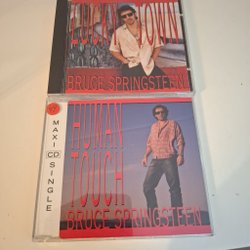 LUCKY TOWN
BRUCE SPRINGSTEEN
MAXI CD SINGLE
HUMAN
TOUCH
BRUCE SPRINGSTEEN